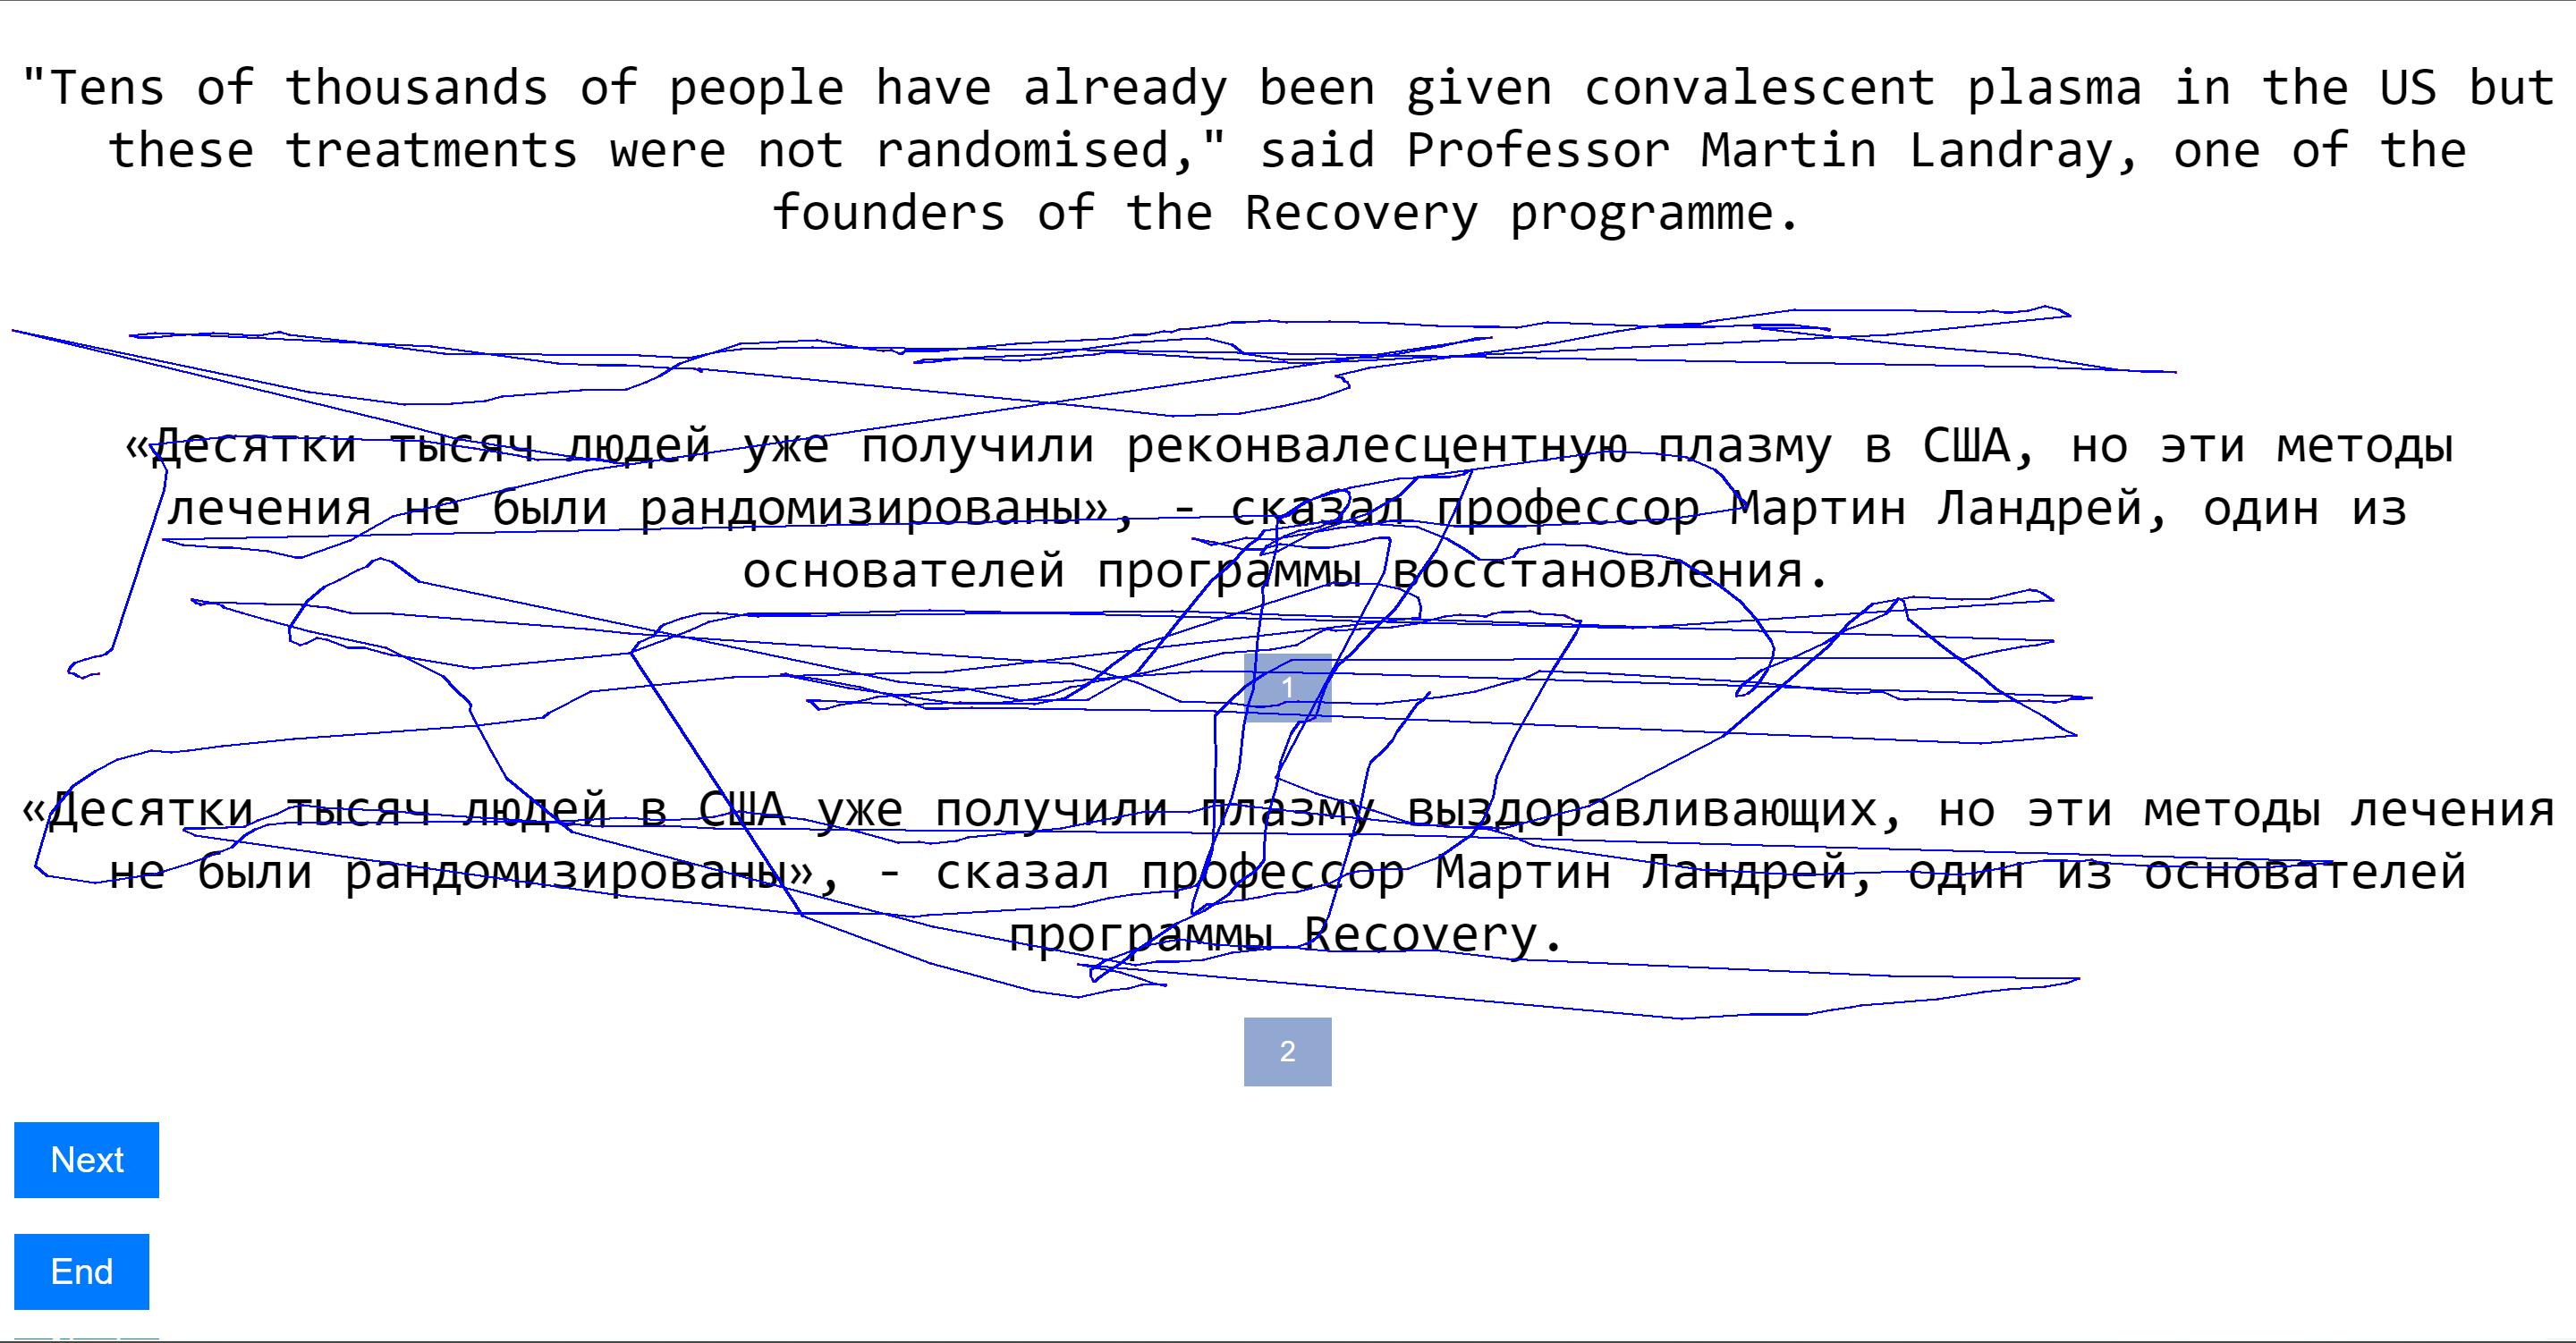 "Tens of thousands of people have already been given convalescent plasma in the US but
these treatments were not randomised," said Professor Martin Landray, one of the
founders of the Recovery programme.
«Десятки тысяч людей уже получили реконвалесцентную плазму в США, но эти методы
лечения не были рандомизированы», - сказал профессор Мартин Ландрей, один из
основателей программы восстановления.
1
«Десятки тысяч людей в США уже получили плазму выздоравливающих, но эти методы лечения
не были рандомизированы», - сказал профессор Мартин Ландрей, один из основателей
программы Recovery.
2
Next
End